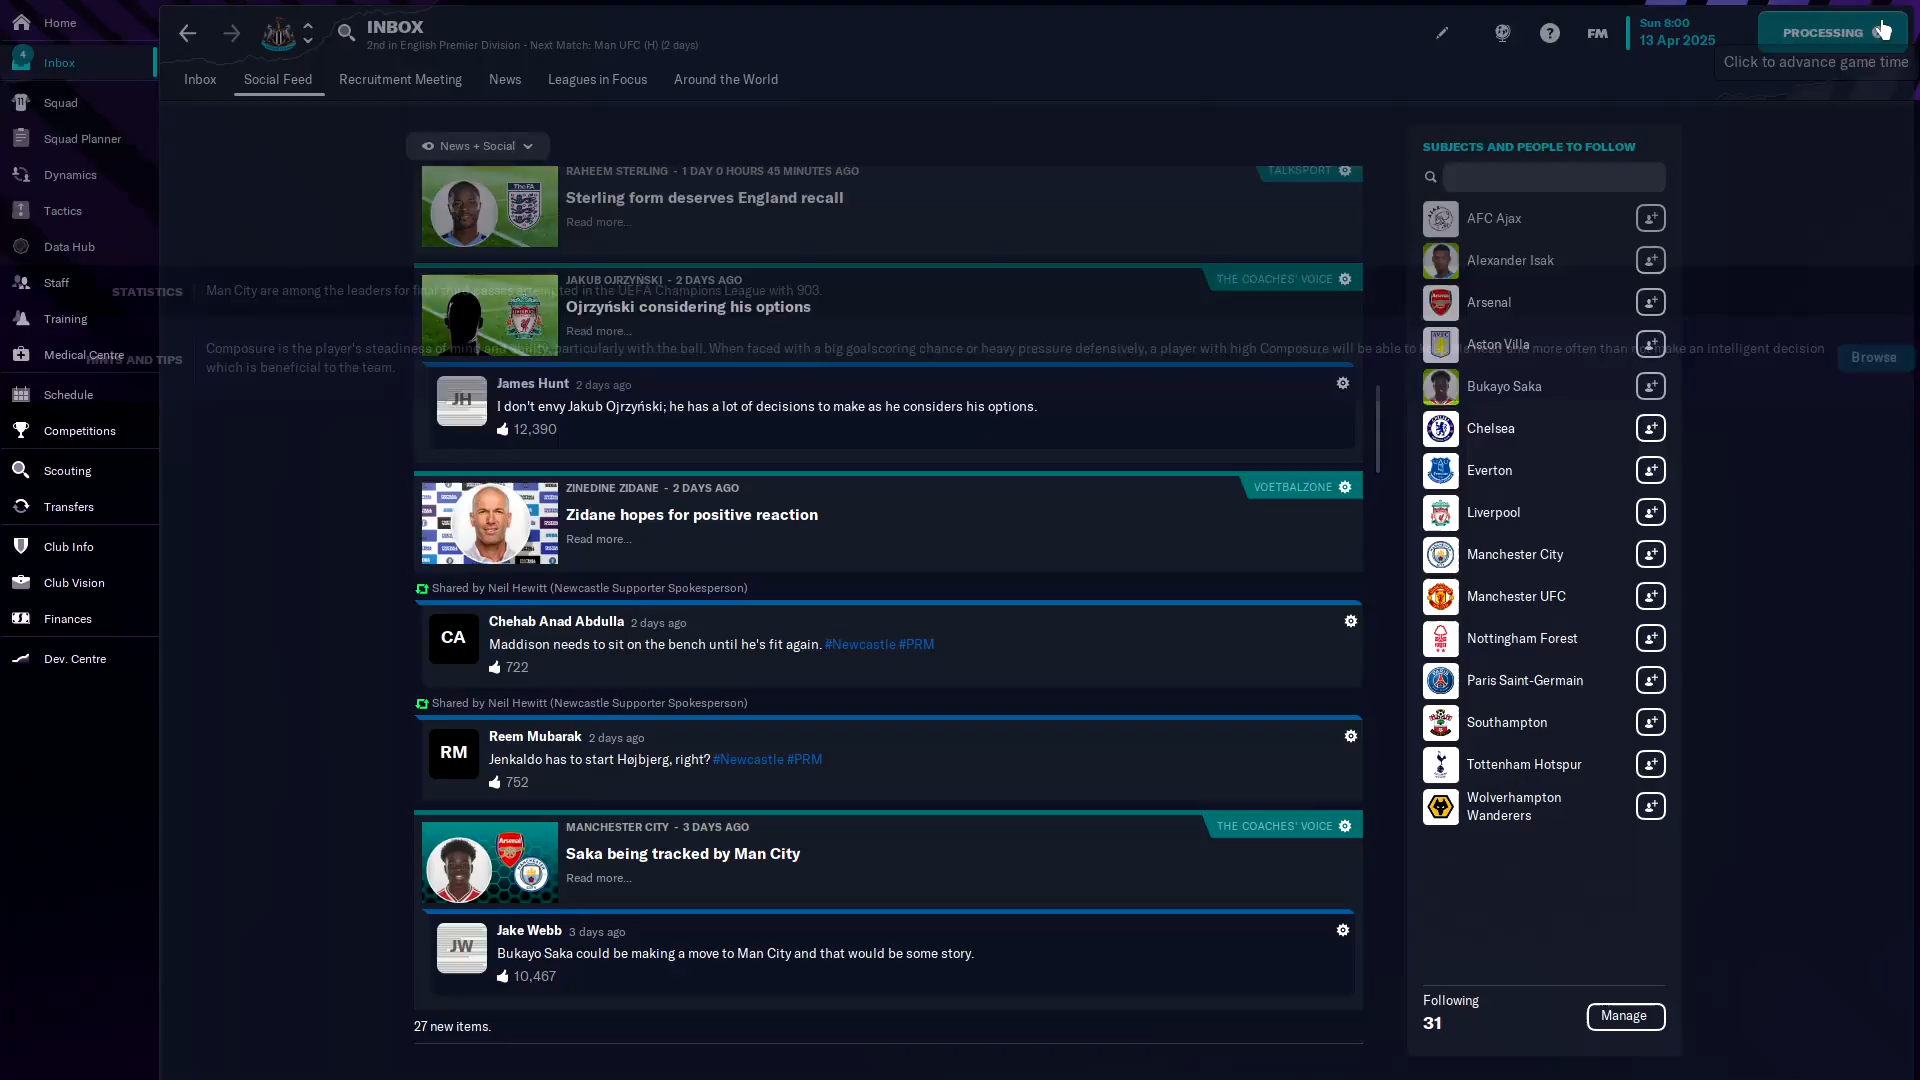 Home
4
Inbox
Squad
Squad Planner
Dynamics
Tactics
Data Hub
Staff
Training
Medical Centre
Schedule
Competitions
Scouting
Transfers
Club Info
Club Vision
Finances
Dev. Centre
INBOX
2nd in English Premier Division - Next Match: Man UFC (H) (2 days)
FM
Sun 8:00
13 Apr 2025
PROCESSING
Click to advance game time
Inbox
Social Feed
Recruitment Meeting
News
Leagues in Focus
Around the World
News + Social
RAHEEM STERLING - 1 DAY 0 HOURS 45 MINUTES AGO
TALKSPORT
Sterling form deserves England recall
Read more...
JAKUB OJRZYŃSKI - 2 DAYS AGO
THE COACHES' VOICE
STATISTICS
Man City are among the leaders for final third passes attempted in the UEFA Champions League with 903.
Ojrzyński considering his options
Read more...
HINTS AND TIPS
Composure is the player's steadiness of mind and ability, particularly with the ball. When faced with a big goalscoring chance or heavy pressure defensively, a player with high Composure will be able to head and more often than not make an intelligent decision
which is beneficial to the team.
Browse
JH
James Hunt 2 days ago
I don't envy Jakub Ojrzyński; he has a lot of decisions to make as he considers his options.
12,390
ZINEDINE ZIDANE - 2 DAYS AGO
VOETBALZONE
Zidane hopes for positive reaction
Read more...
Shared by Neil Hewitt (Newcastle Supporter Spokesperson)
CA
Chehab Anad Abdulla 2 days ago
Maddison needs to sit on the bench until he's fit again. #Newcastle #PRM
722
Shared by Neil Hewitt (Newcastle Supporter Spokesperson)
RM
Reem Mubarak 2 days ago
Jenkaldo has to start Højbjerg, right? #Newcastle #PRM
752
MANCHESTER CITY - 3 DAYS AGO
THE COACHES' VOICE
Saka being tracked by Man City
Read more...
JW
Jake Webb 3 days ago
Bukayo Saka could be making a move to Man City and that would be some story.
10,467
27 new items.
SUBJECTS AND PEOPLE TO FOLLOW
AFC Ajax
Alexander Isak
Arsenal
Aston Villa
Bukayo Saka
Chelsea
Everton
Liverpool
Manchester City
Manchester UFC
Nottingham Forest
Paris Saint-Germain
Southampton
Tottenham Hotspur
Wolverhampton
Wanderers
Following
31
Manage